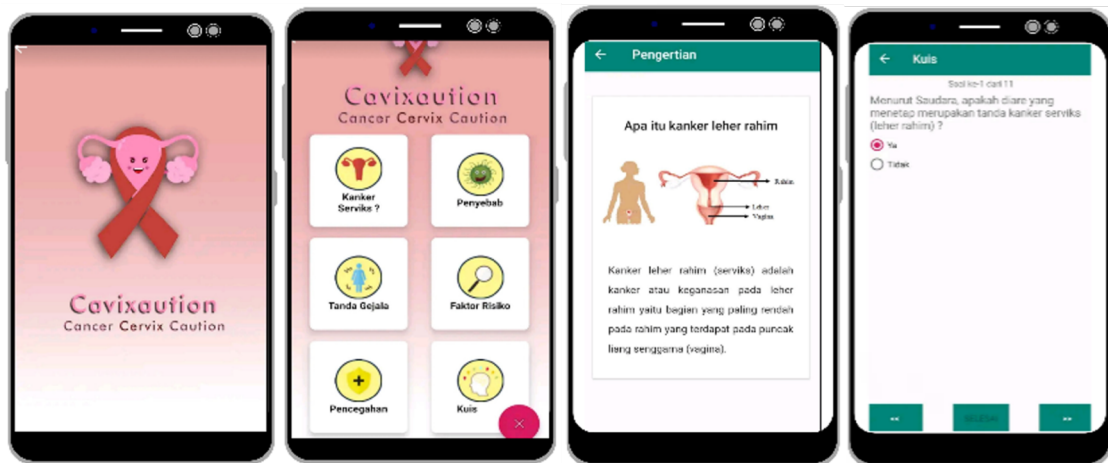 Cavixaution
Cancer Cervix Caution
Cavixaution
Cancer Cervix Caution
Kanker
Serviks ?
Penyebab
Tanda Gejala
Faktor Risiko
Pencegahan
Kuis
Pengertian
Apa itu kanker leher rahim
Rahim
Leher
Vagina
Kanker leher rahim (serviks) adalah
kanker atau keganasan pada leher
rahim yaitu bagian yang paling rendah
pada rahim yang terdapat pada puncak
liang senggama (vagina).
Kuis
Soal ke-1 dari 11
Menurut Saudara, apakah diare yang
menetap merupakan tanda kanker serviks
(leher rahim) ?
Ya
Tidak
<<
SELESAI
>>